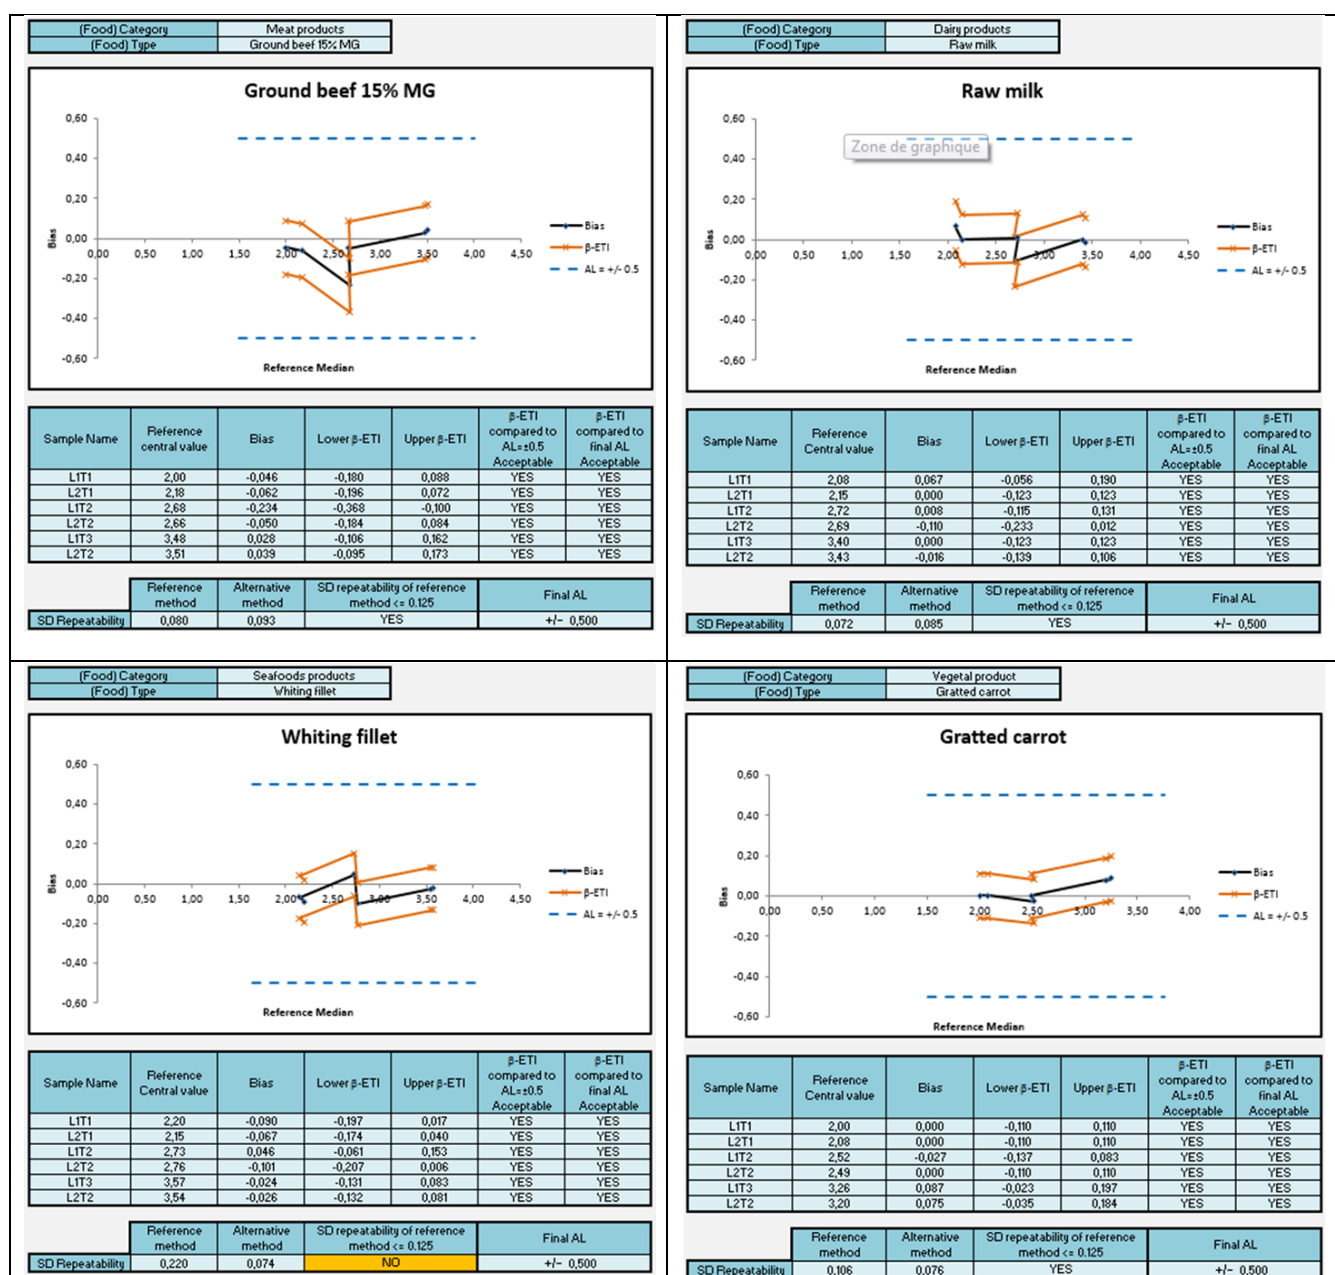 (Food) Category Meat products
(Food) Type Ground beef 15% MG
Ground beef 15% MG
0,60
0,40
0,20
0,00
-0,20
-0,40
-0,60
Bias
0,00 0,50 1,00 1,50 2,00 2,50 3,00 3,50 4,00 4,50
Reference Median
Bias
β-ETI
AL = +/- 0.5
Sample Name Reference central value Bias Lower β-ETI Upper β-ETI β-ETI compared to AL=±0.5 Acceptable β-ETI compared to final AL Acceptable
L1T1 2,00 -0,046 -0,180 0,088 YES YES
L2T1 2,18 -0,062 -0,196 0,072 YES YES
L1T2 2,68 -0,234 -0,368 -0,100 YES YES
L2T2 2,66 -0,050 -0,184 0,084 YES YES
L1T3 3,48 0,028 -0,106 0,162 YES YES
L2T2 3,51 0,039 -0,095 0,173 YES YES
Reference method Alternative method SD repeatability of reference method <= 0.125 Final AL
SD Repeatability 0,080 0,093 YES +/- 0,500
(Food) Category Dairy products
(Food) Type Raw milk
Raw milk
Zone de graphique
0,60
0,40
0,20
0,00
-0,20
-0,40
-0,60
Bias
0,00 0,50 1,00 1,50 2,00 2,50 3,00 3,50 4,00 4,50
Reference Median
Bias
β-ETI
AL = +/- 0.5
Sample Name Reference Central value Bias Lower β-ETI Upper β-ETI β-ETI compared to AL=±0.5 Acceptable β-ETI compared to final AL Acceptable
L1T1 2,08 0,067 -0,056 0,190 YES YES
L2T1 2,15 0,000 -0,123 0,123 YES YES
L1T2 2,72 0,008 -0,115 0,131 YES YES
L2T2 2,69 -0,110 -0,233 0,012 YES YES
L1T3 3,40 0,000 -0,123 0,123 YES YES
L2T2 3,43 -0,016 -0,139 0,106 YES YES
Reference method Alternative method SD repeatability of reference method <= 0.125 Final AL
SD Repeatability 0,072 0,085 YES +/- 0,500
(Food) Category Seafoods products
(Food) Type Whiting fillet
Whiting fillet
0,60
0,40
0,20
0,00
-0,20
-0,40
-0,60
Bias
0,00 0,50 1,00 1,50 2,00 2,50 3,00 3,50 4,00 4,50
Reference Median
Bias
β-ETI
AL = +/- 0.5
Sample Name Reference Central value Bias Lower β-ETI Upper β-ETI β-ETI compared to AL=±0.5 Acceptable β-ETI compared to final AL Acceptable
L1T1 2,20 -0,090 -0,197 0,017 YES YES
L2T1 2,15 -0,067 -0,174 0,040 YES YES
L1T2 2,73 0,046 -0,061 0,153 YES YES
L2T2 2,76 -0,101 -0,207 0,006 YES YES
L1T3 3,57 -0,024 -0,131 0,083 YES YES
L2T2 3,54 -0,026 -0,132 0,081 YES YES
Reference method Alternative method SD repeatability of reference method <= 0.125 Final AL
SD Repeatability 0,220 0,074 NO +/- 0,500
(Food) Category Vegetal product
(Food) Type Gratted carrot
Gratted carrot
0,60
0,40
0,20
0,00
-0,20
-0,40
-0,60
Bias
0,00 0,50 1,00 1,50 2,00 2,50 3,00 3,50 4,00
Reference Median
Bias
β-ETI
AL = +/- 0.5
Sample Name Reference Central value Bias Lower β-ETI Upper β-ETI β-ETI compared to AL=±0.5 Acceptable β-ETI compared to final AL Acceptable
L1T1 2,00 0,000 -0,110 0,110 YES YES
L2T1 2,08 0,000 -0,110 0,110 YES YES
L1T2 2,52 -0,027 -0,137 0,083 YES YES
L2T2 2,49 0,000 -0,110 0,110 YES YES
L1T3 3,26 0,087 -0,023 0,197 YES YES
L2T2 3,20 0,075 -0,035 0,184 YES YES
Reference method Alternative method SD repeatability of reference method <= 0.125 Final AL
SD Repeatability 0,106 0,076 YES +/- 0,500